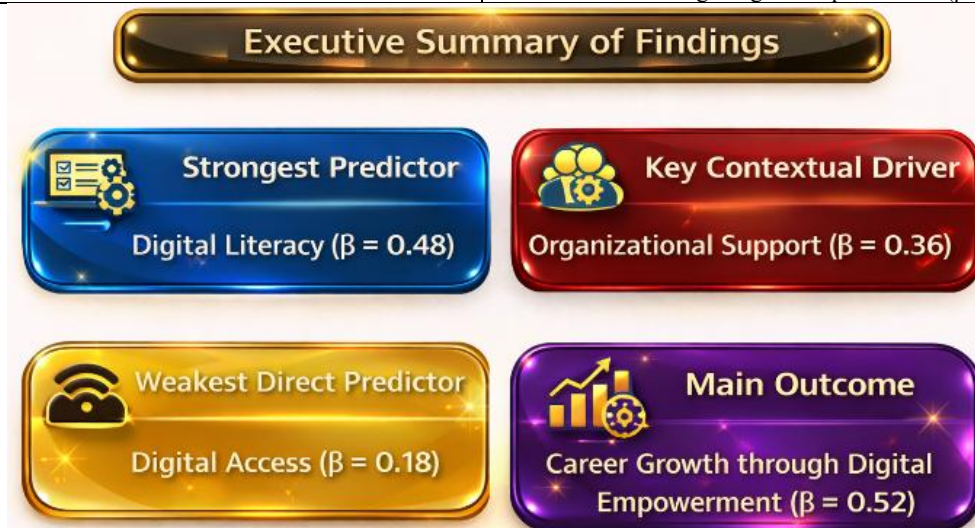 Executive Summary of Findings
Strongest Predictor
Digital Literacy (β = 0.48)
Key Contextual Driver
Organizational Support (β = 0.36)
Weakest Direct Predictor
Digital Access (β = 0.18)
Main Outcome
Career Growth through Digital
Empowerment (β = 0.52)